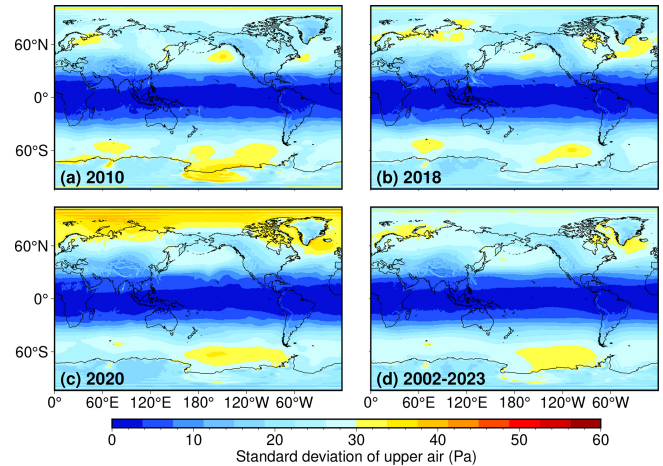 60°N
0°
60°S
(a) 2010
(b) 2018
60°N
0°
60°S
(c) 2020
(d) 2002-2023
0° 60°E 120°E 180° 120°W 60°W 0° 60°E 120°E 180° 120°W 60°W
0 10 20 30 40 50 60
Standard deviation of upper air (Pa)